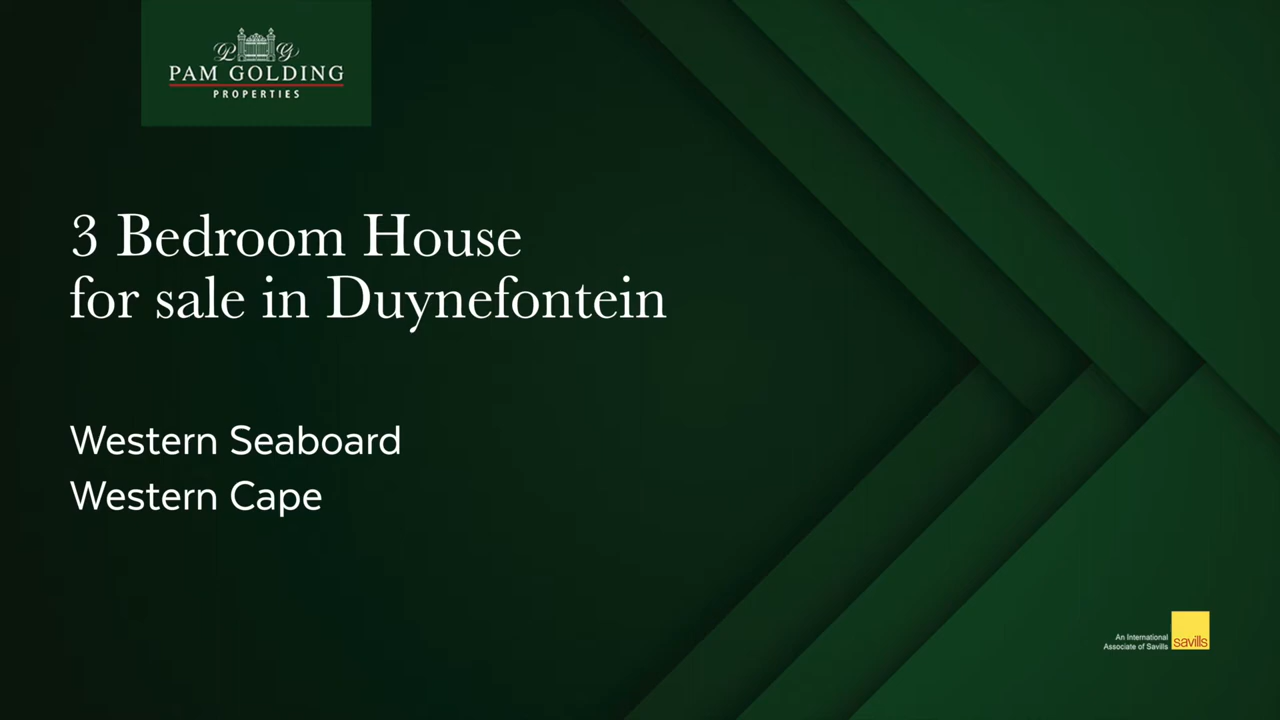 P G
PAM GOLDING
PROPERTIES
3 Bedroom House
for sale in Duynefontein
Western Seaboard
Western Cape
An International
Associate of Savills
savills